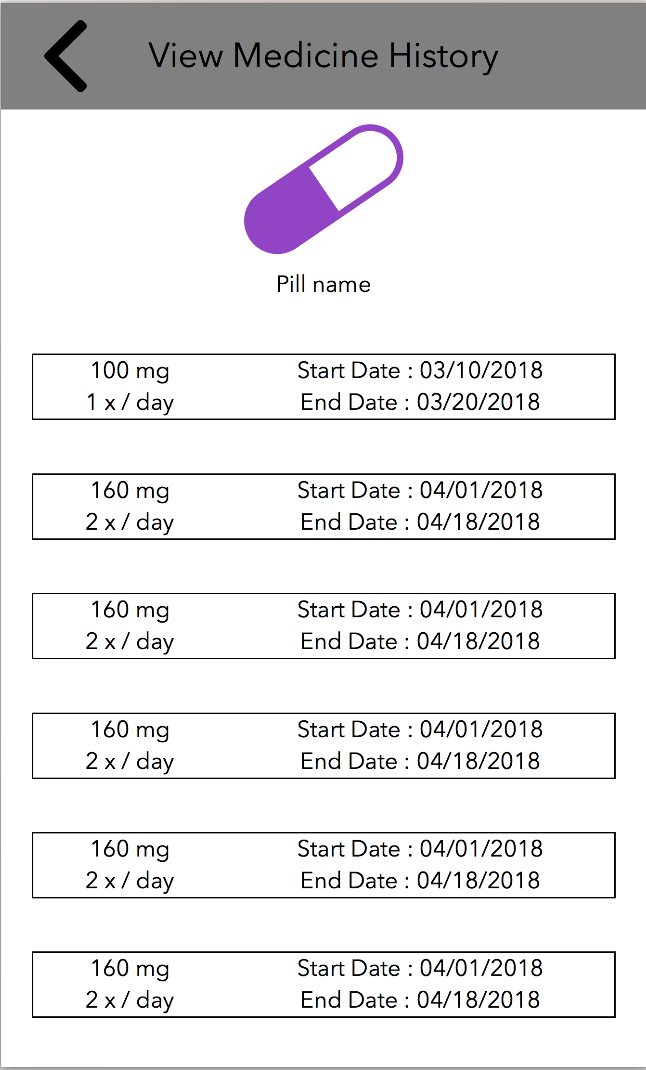 View Medicine History
Pill name
100 mg Start Date : 03/10/2018
1 x / day End Date : 03/20/2018
160 mg Start Date : 04/01/2018
2 x / day End Date : 04/18/2018
160 mg Start Date : 04/01/2018
2 x / day End Date : 04/18/2018
160 mg Start Date : 04/01/2018
2 x / day End Date : 04/18/2018
160 mg Start Date : 04/01/2018
2 x / day End Date : 04/18/2018
160 mg Start Date : 04/01/2018
2 x / day End Date : 04/18/2018